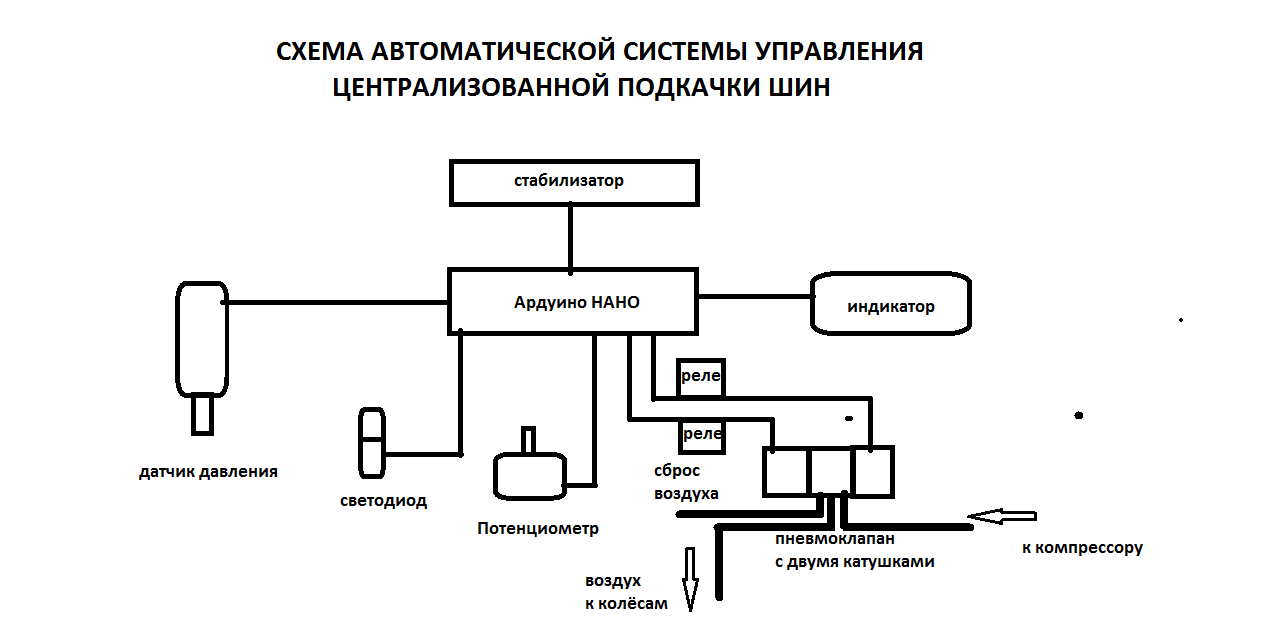 СХЕМА АВТОМАТИЧЕСКОЙ СИСТЕМЫ УПРАВЛЕНИЯ
ЦЕНТРАЛИЗОВАННОЙ ПОДКАЧКИ ШИН
стабилизатор
Ардуино НАНО
индикатор
реле
реле
датчик давления
светодиод
Потенциометр
сброс
воздуха
пневмоклапан
с двумя катушками
к компрессору
воздух
к колёсам